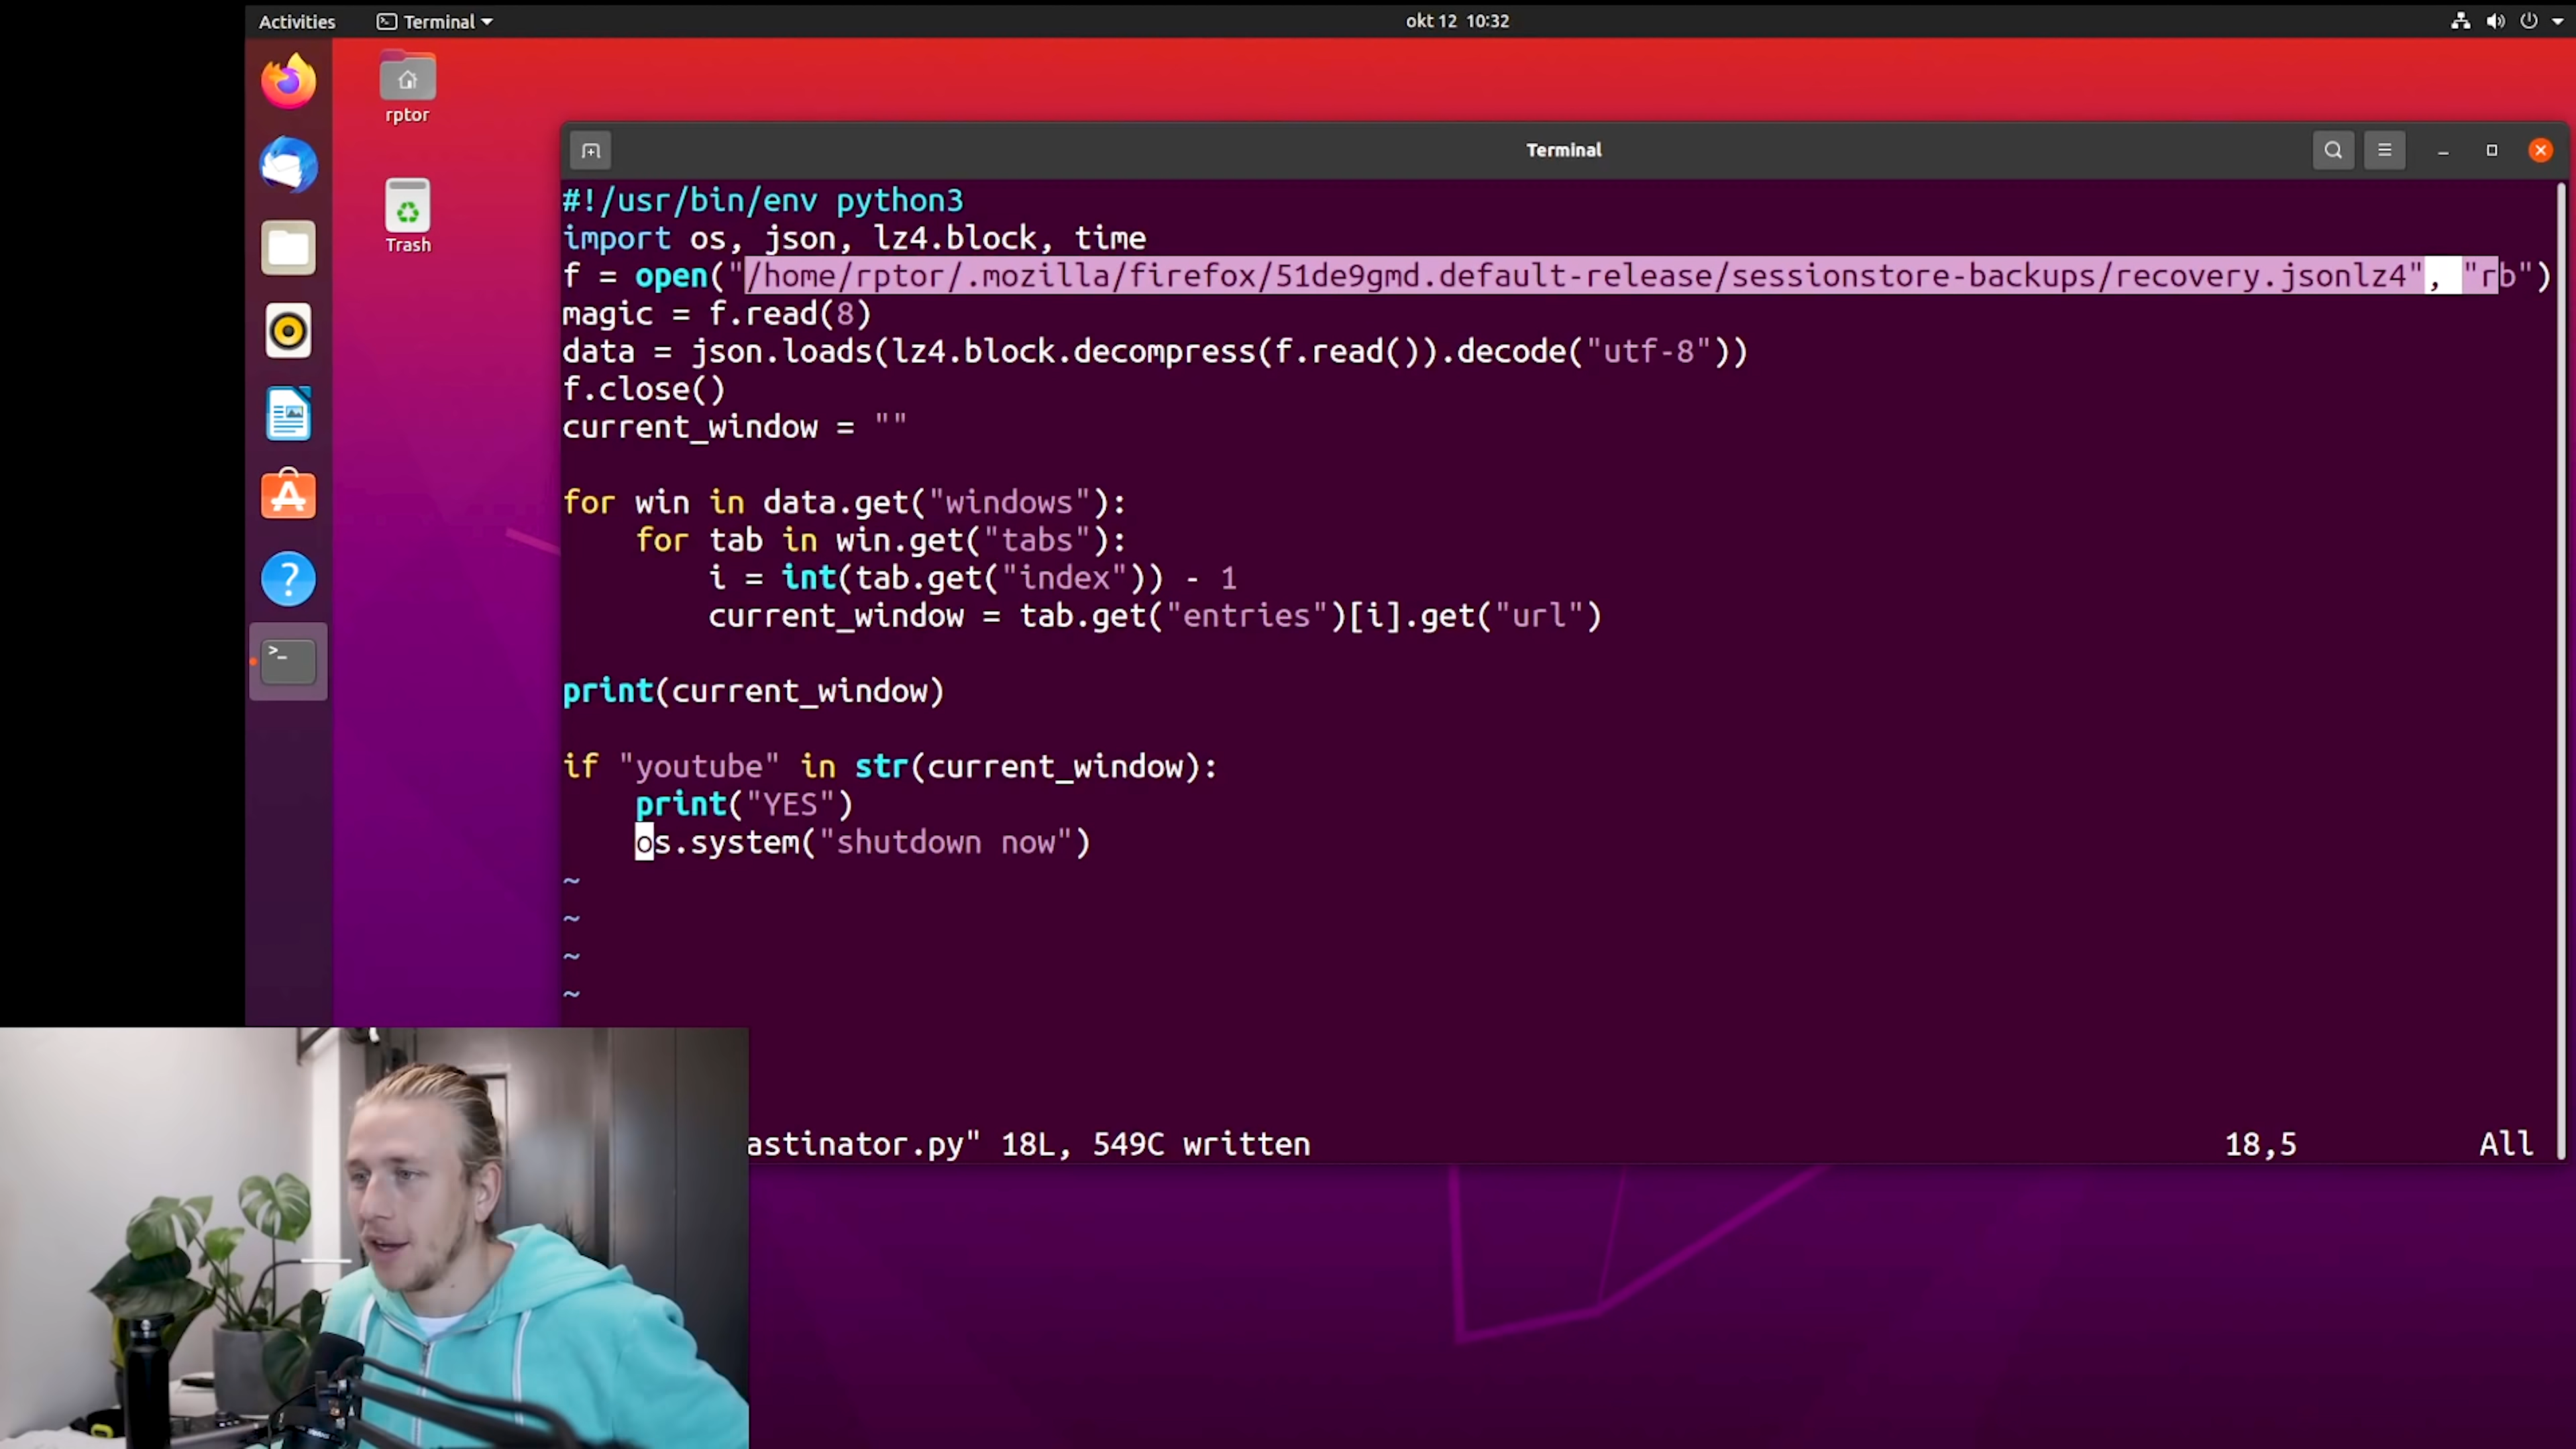 Activities
Terminal
okt 12 10:32
rptor
Trash
Terminal
#!/usr/bin/env python3
import os, json, lz4.block, time
f = open("/home/rptor/.mozilla/firefox/51de9gmd.default-release/sessionstore-backups/recovery.jsonlz4", "rb")
magic = f.read(8)
data = json.loads(lz4.block.decompress(f.read()).decode("utf-8"))
f.close()
current_window = ""
for win in data.get("windows"):
    for tab in win.get("tabs"):
        i = int(tab.get("index")) - 1
        current_window = tab.get("entries")[i].get("url")
print(current_window)
if "youtube" in str(current_window):
    print("YES")
    os.system("shutdown now")
~
~
~
~
astinator.py" 18L, 549C written 18,5 All